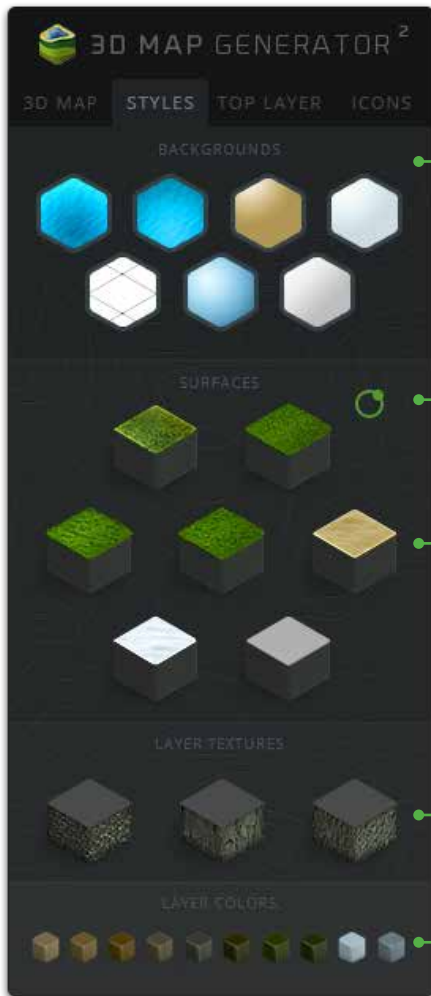 3D MAP GENERATOR 2
3D MAP STYLES TOP LAYER ICONS
BACKGROUNDS
SURFACES
LAYER TEXTURES
LAYER COLORS